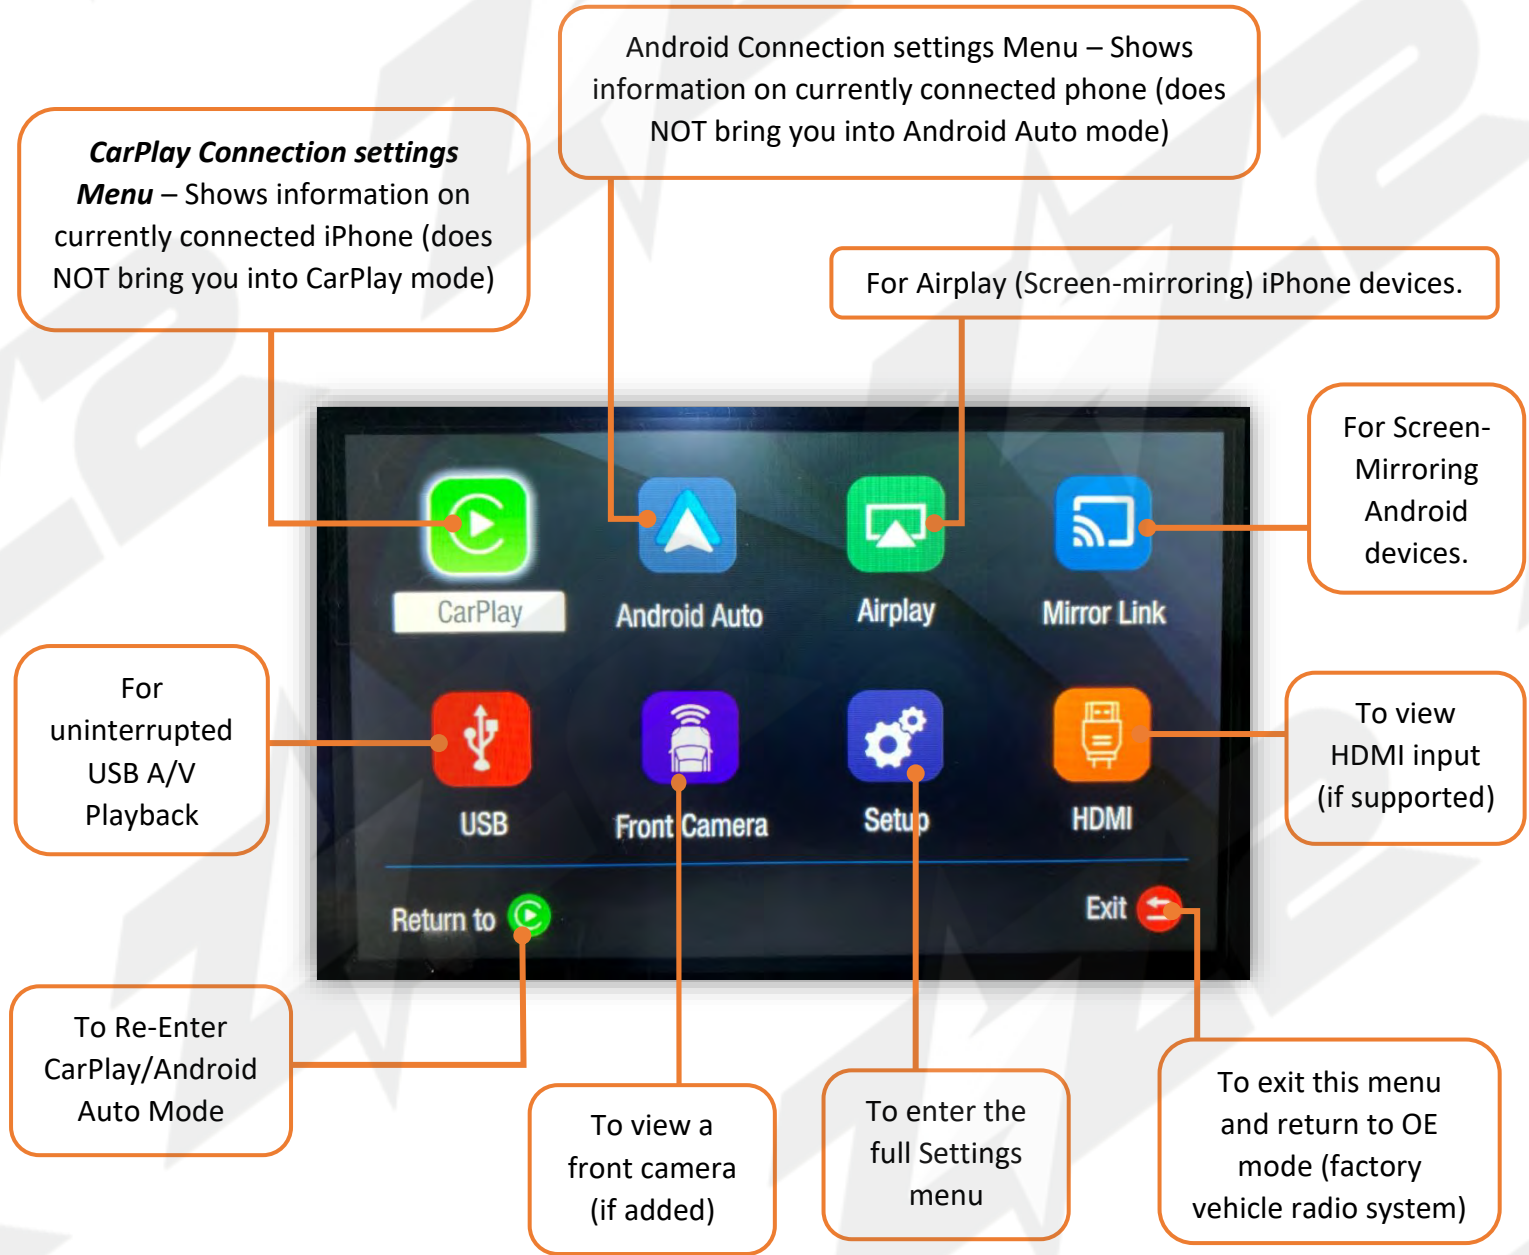 Android Connection settings Menu – Shows
information on currently connected phone (does
NOT bring you into Android Auto mode)
CarPlay Connection settings
Menu – Shows information on
currently connected iPhone (does
NOT bring you into CarPlay mode)
For Airplay (Screen-mirroring) iPhone devices.
For Screen-
Mirroring
Android
devices.
CarPlay
Android Auto
Airplay
Mirror Link
For
uninterrupted
USB A/V
Playback
To view
HDMI input
(if supported)
USB
Front Camera
Setup
HDMI
Return to
Exit
To Re-Enter
CarPlay/Android
Auto Mode
To view a
front camera
(if added)
To enter the
full Settings
menu
To exit this menu
and return to OE
mode (factory
vehicle radio system)